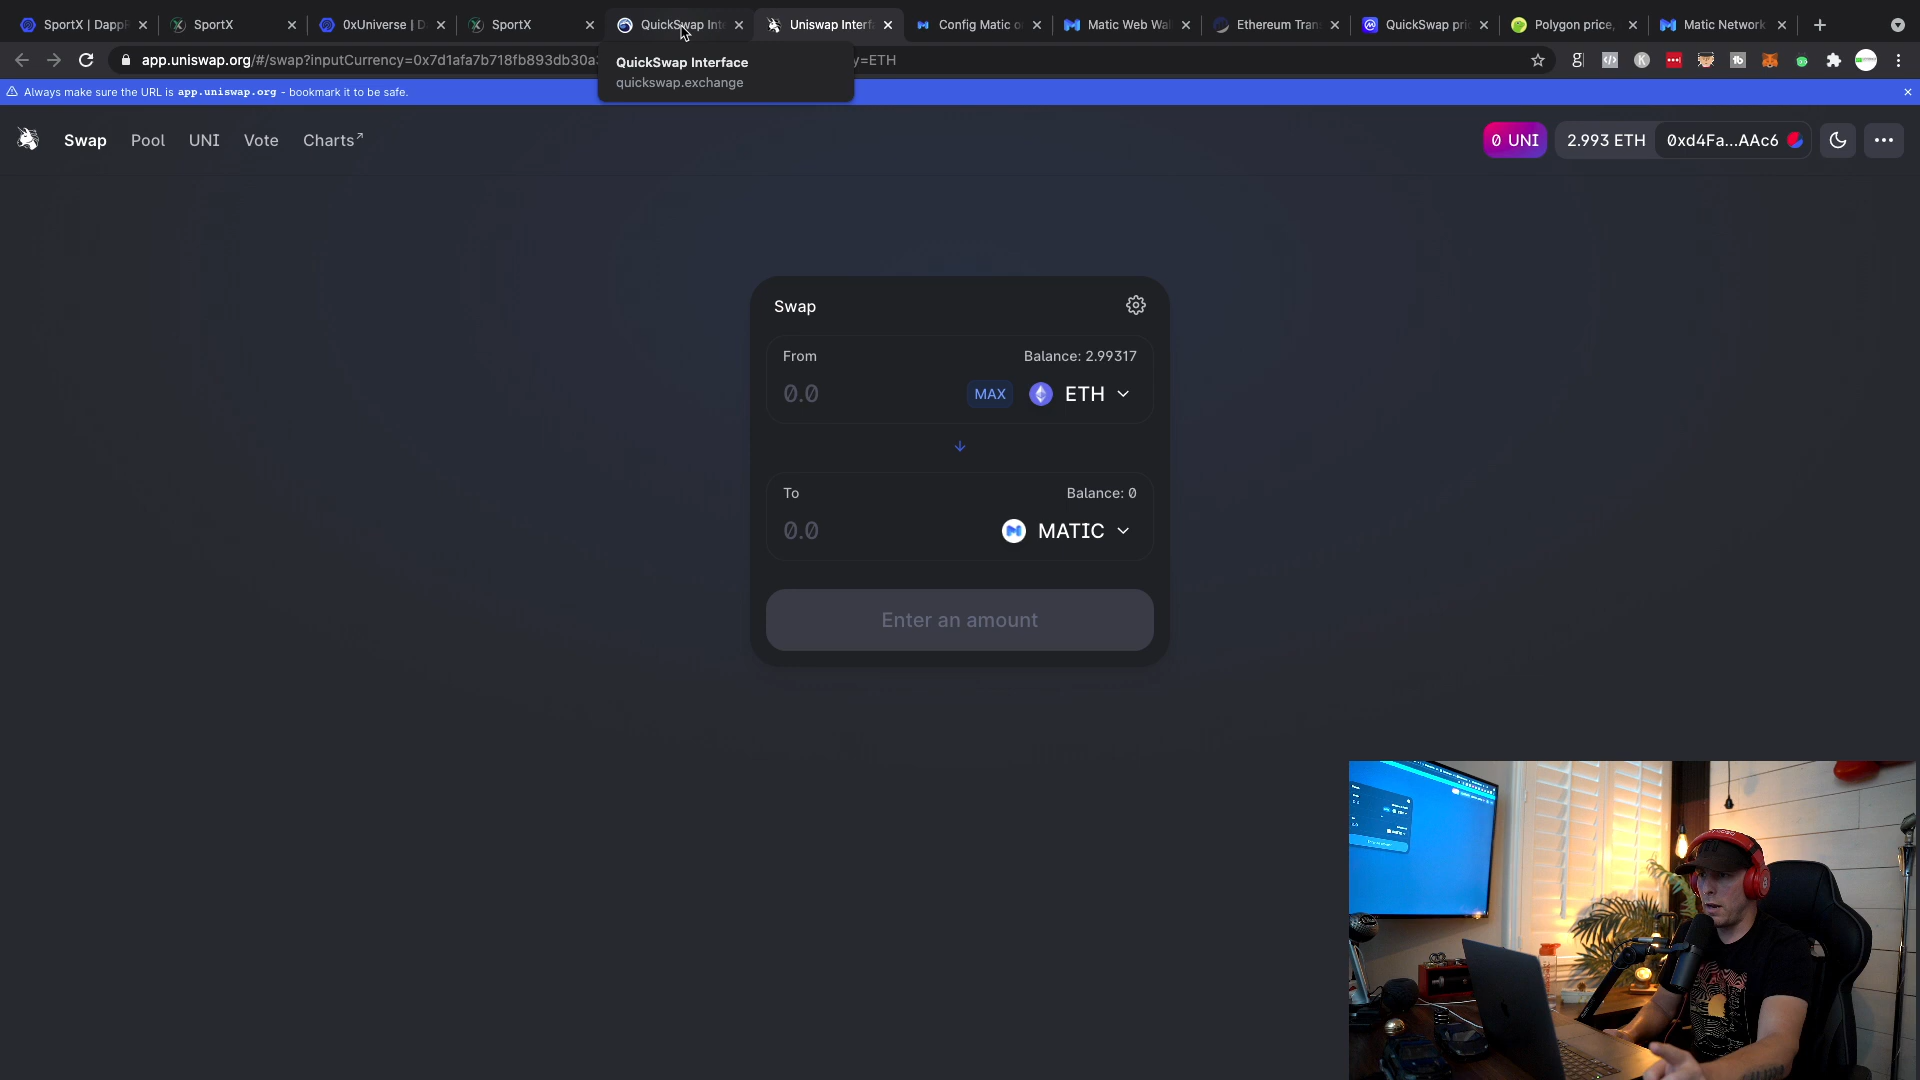 SportX | Dapp
SportX
0xUniverse | D
SportX
QuickSwap Int
Uniswap Interf
Config Matic o
Matic Web Wal
Ethereum Tran
QuickSwap pri
Polygon price,
Matic Network
app.uniswap.org/#/swap?inputCurrency=0x7d1afa7b718fb893db30a3
y=ETH
QuickSwap Interface
quickswap.exchange
Always make sure the URL is app.uniswap.org - bookmark it to be safe.
Swap
Pool
UNI
Vote
Charts↗
0 UNI
2.993 ETH
0xd4Fa...AAc6
Swap
From
Balance: 2.99317
0.0
MAX
ETH
To
Balance: 0
0.0
MATIC
Enter an amount